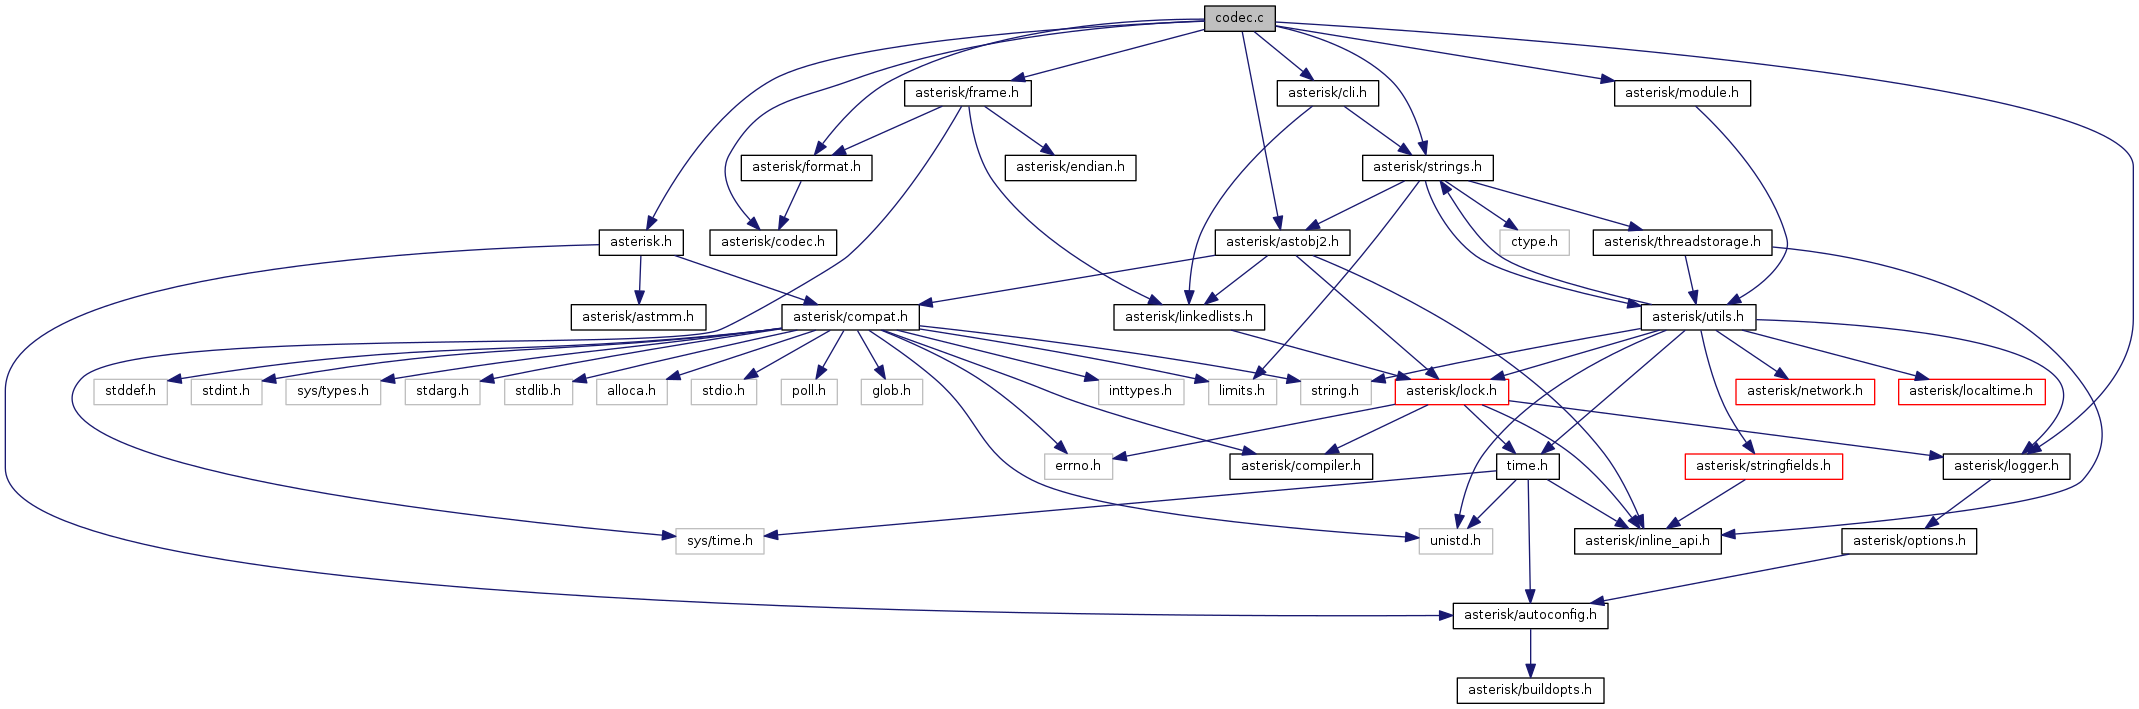 codec.c
asterisk/frame.h
asterisk/cli.h
asterisk/module.h
asterisk/format.h
asterisk/endian.h
asterisk/strings.h
asterisk.h
asterisk/codec.h
asterisk/astobj2.h
ctype.h
asterisk/threadstorage.h
asterisk/astmm.h
asterisk/compat.h
asterisk/linkedlists.h
asterisk/utils.h
stddef.h
stdint.h
sys/types.h
stdarg.h
stdlib.h
alloca.h
stdio.h
poll.h
glob.h
inttypes.h
limits.h
string.h
asterisk/lock.h
asterisk/network.h
asterisk/localtime.h
errno.h
asterisk/compiler.h
time.h
asterisk/stringfields.h
asterisk/logger.h
sys/time.h
unistd.h
asterisk/inline_api.h
asterisk/options.h
asterisk/autoconfig.h
asterisk/buildopts.h